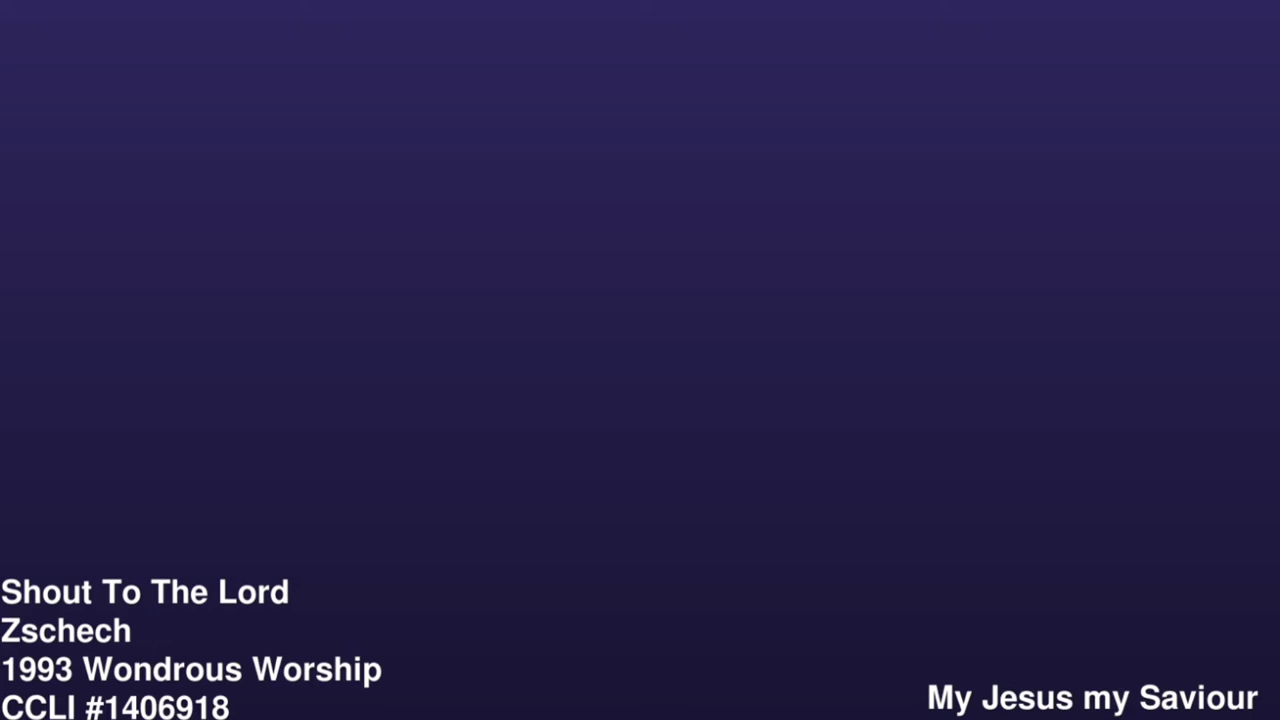 Shout To The Lord
Zschech
1993 Wondrous Worship
CCLI #1406918
My Jesus my Saviour